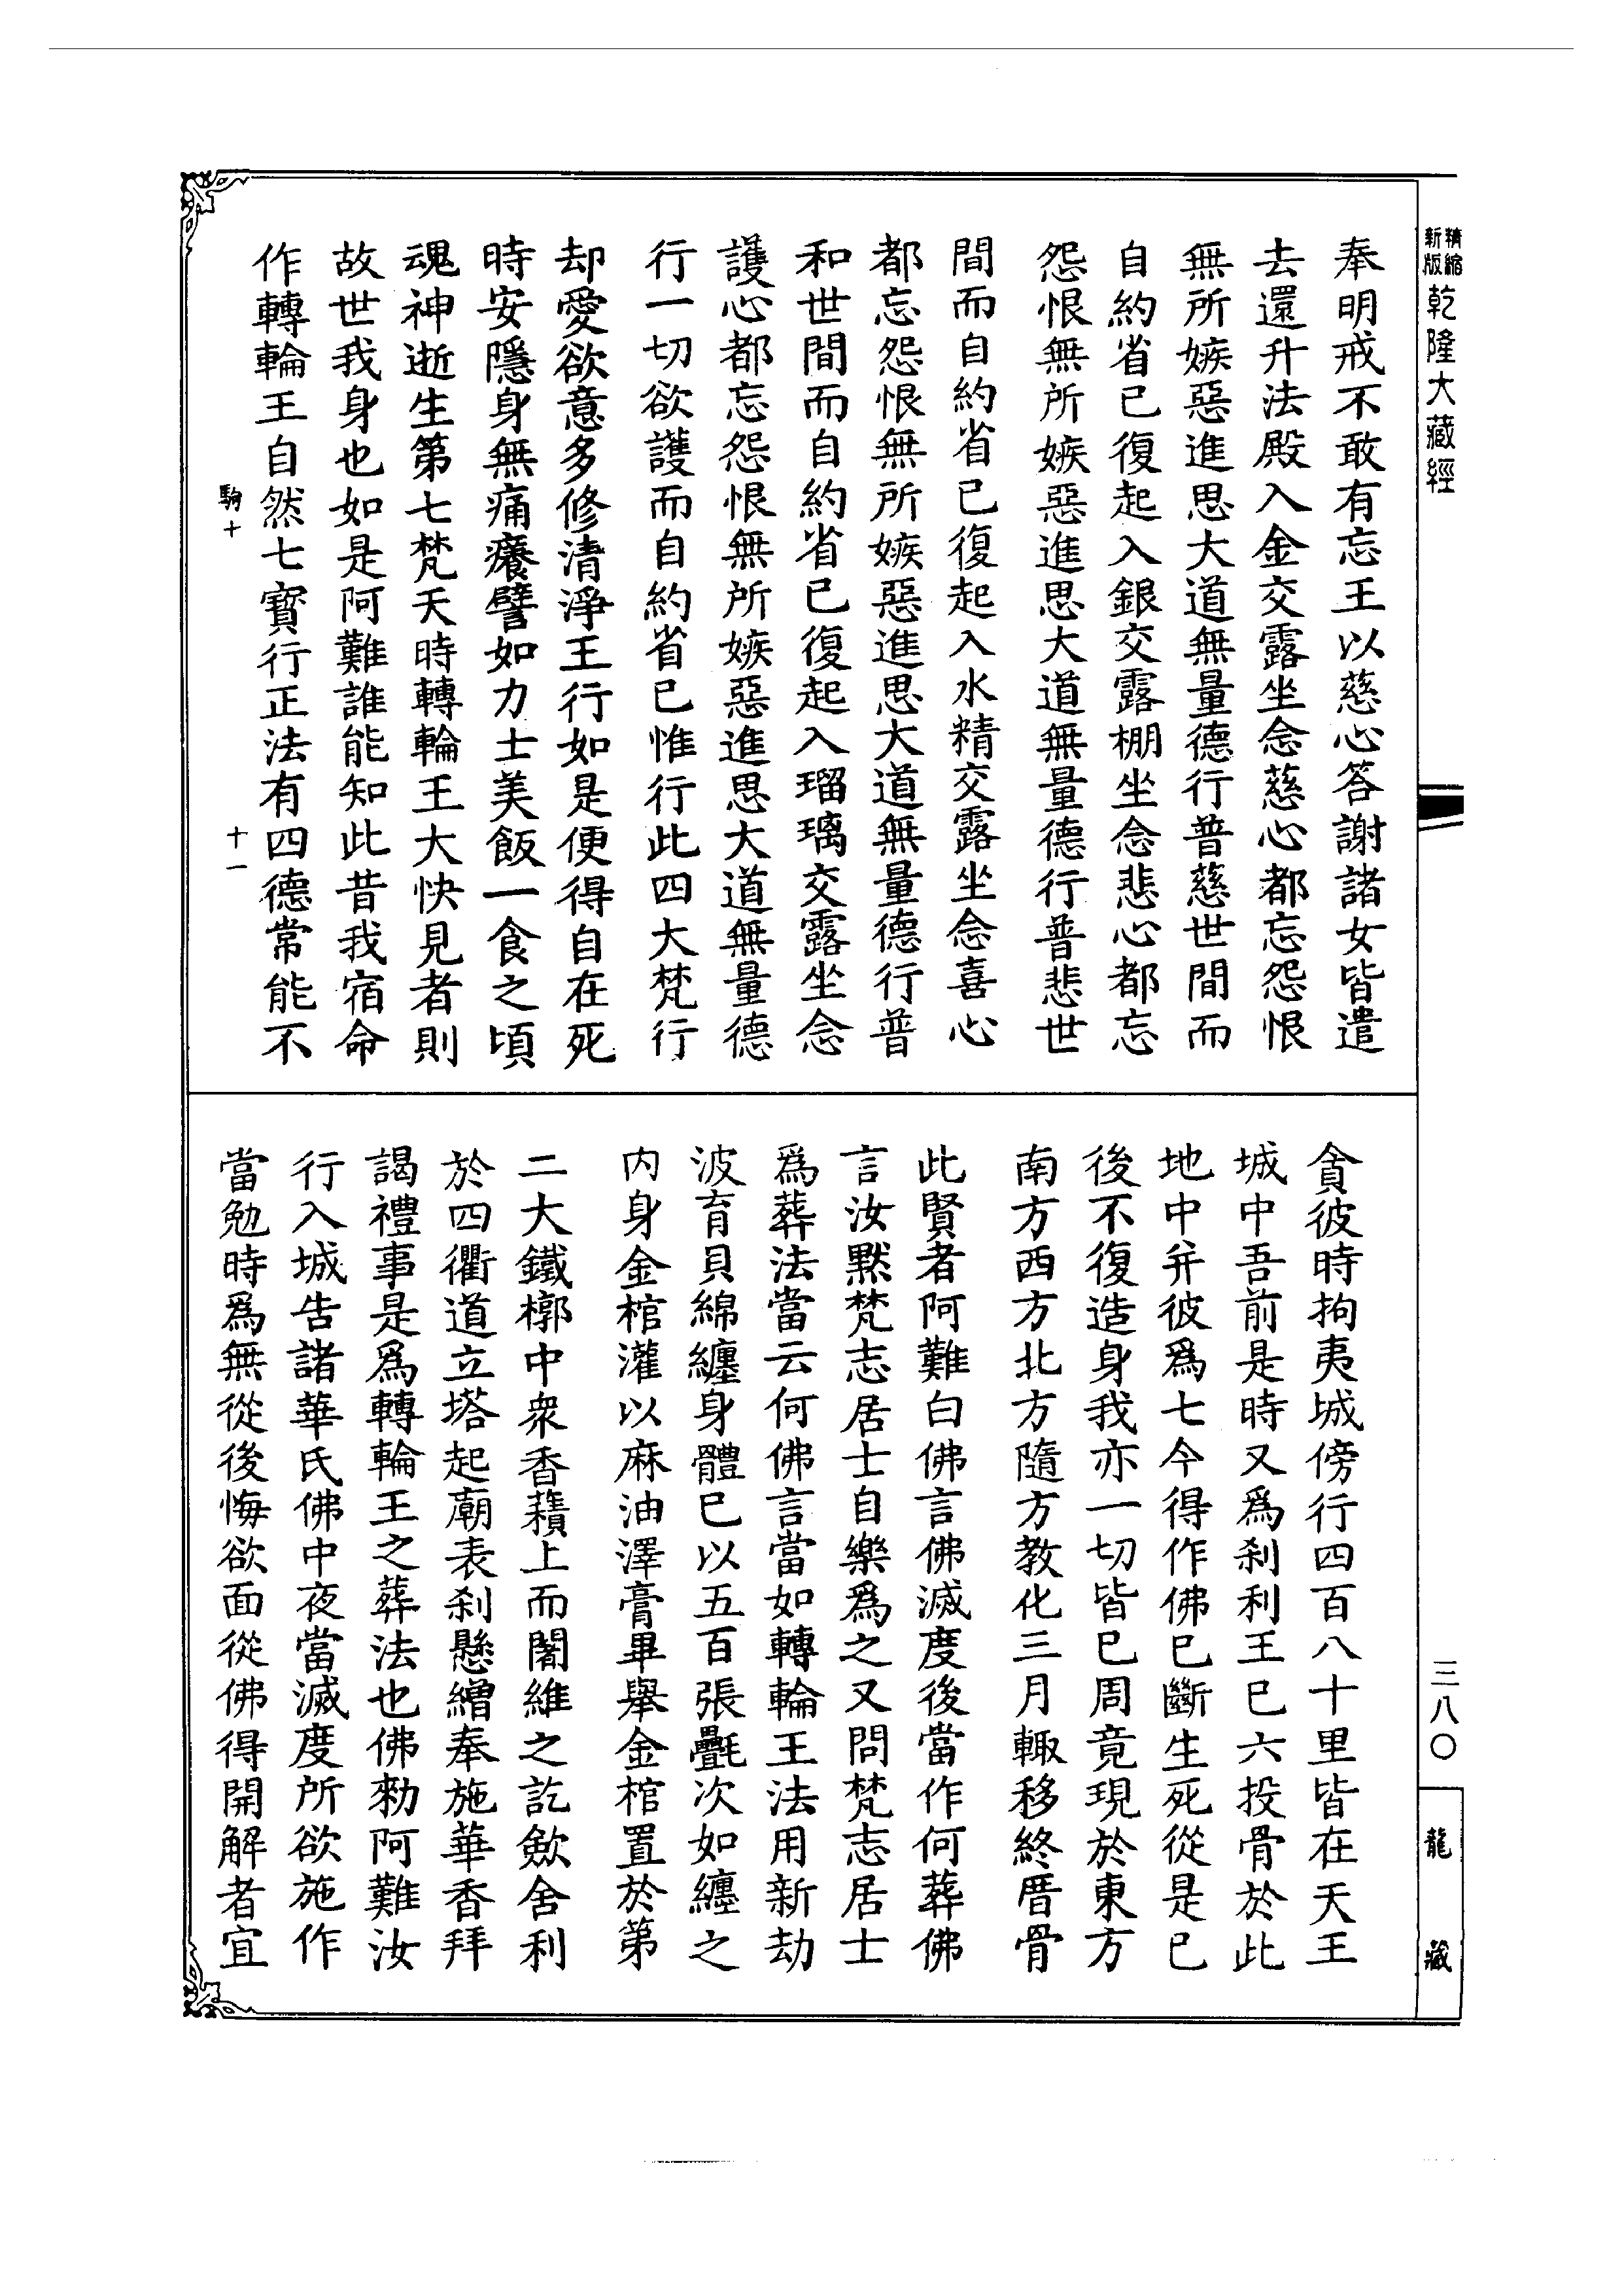 精縮新版乾隆大藏經
奉明戒不敢有忘王以慈心答謝諸女皆遣
去還升法殿入金交露坐念慈心都忘怨恨
無所嫉惡進思大道無量德行普慈世間而
自約省已復起入銀交露棚坐念悲心都忘
怨恨無所嫉惡進思大道無量德行普悲世
間而自約省已復起入水精交露坐念喜心
都忘怨恨無所嫉惡進思大道無量德行普
和世間而自約省已復起入瑠璃交露坐念
護心都忘怨恨無所嫉惡進思大道無量德
行一切欲護而自約省已惟行此四大梵行
却愛欲意多修清淨王行如是便得自在死
時安隱身無痛癢譬如力士美飯一食之頃
魂神逝生第七梵天時轉輪王大快見者則
故世我身也如是阿難誰能知此昔我宿命
作轉輪王自然七寶行正法有四德常能不
駒十 十一
貪彼時拘夷城傍行四百八十里皆在天王
城中吾前是時又爲刹利王已六投骨於此
地中并彼爲七今得作佛已斷生死從是已
後不復造身我亦一切皆已周竟現於東方
南方西方北方隨方教化三月輙移終厝骨
此賢者阿難白佛言佛滅度後當作何葬佛
言汝默梵志居士自樂爲之又問梵志居士
爲葬法當云何佛言當如轉輪王法用新劫
波育貝綿纏身體已以五百張㲲次如纏之
内身金棺灌以麻油澤膏畢舉金棺置於第
二大鐵槨中衆香積上而闍維之訖斂舍利
於四衢道立塔起廟表刹懸繒奉施華香拜
謁禮事是爲轉輪王之葬法也佛勑阿難汝
行入城告諸華氏佛中夜當滅度所欲施作
當勉時爲無從後悔欲面從佛得開解者宜
三八〇
龍藏